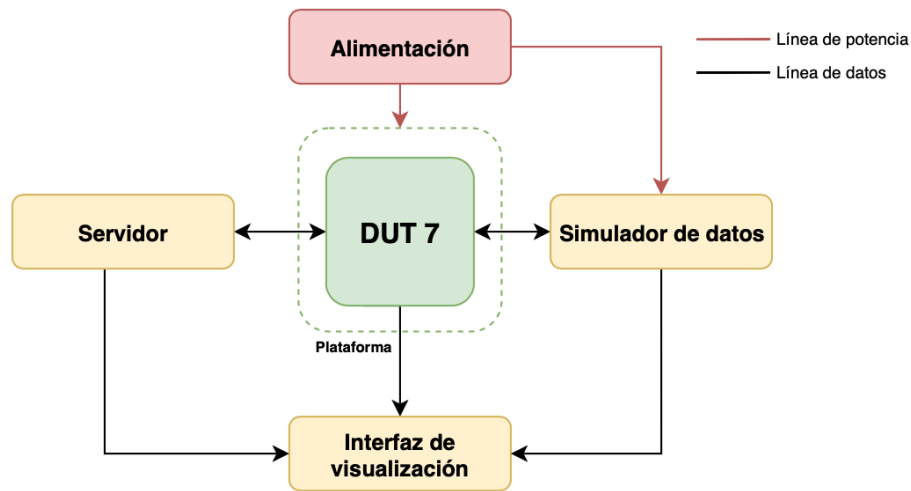 Alimentación
Línea de potencia
Línea de datos
Servidor
DUT 7
Simulador de datos
Plataforma
Interfaz de
visualización